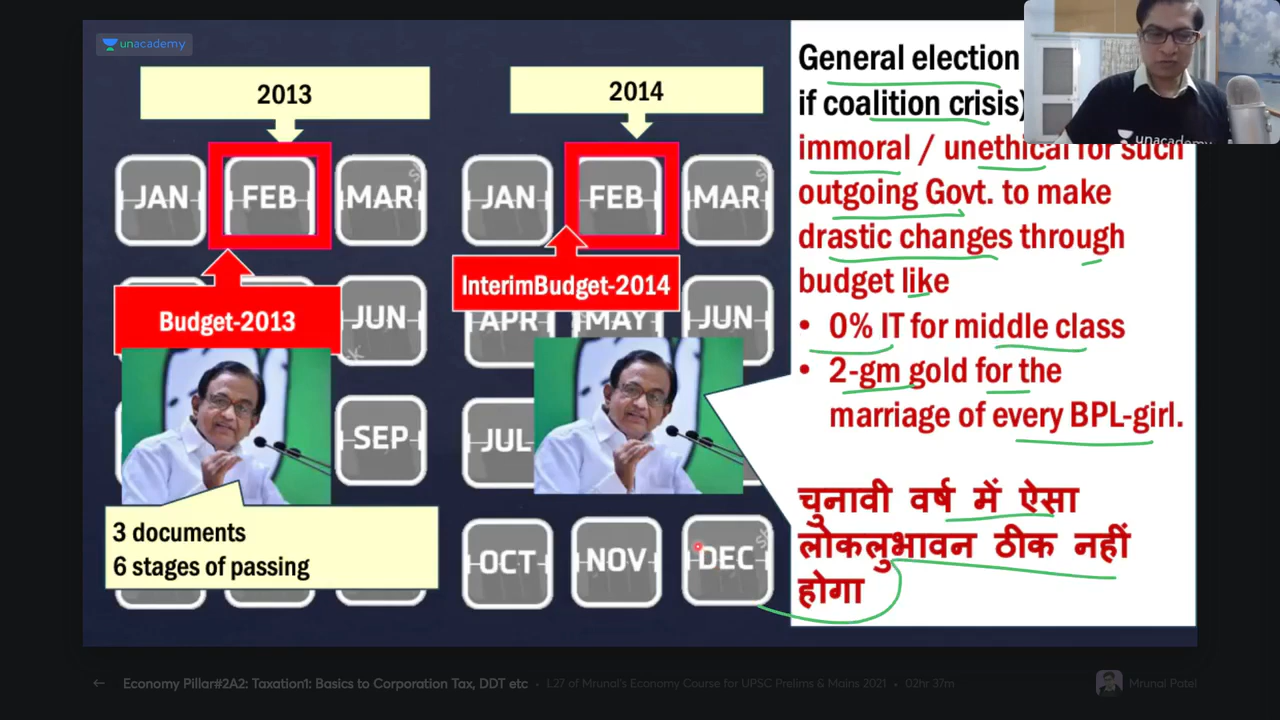 unacademy
2013
2014
JAN
FEB
MAR
JAN
FEB
MAR
Budget-2013
JUN
InterimBudget-2014
APR
MAY
JUN
SEP
JUL
3 documents
6 stages of passing
OCT
NOV
DEC
General election
if coalition crisis)
immoral / unethical for such
outgoing Govt. to make
drastic changes through
budget like
• 0% IT for middle class
• 2-gm gold for the
marriage of every BPL-girl.
चुनावी वर्ष में ऐसा
लोकलुभावन ठीक नहीं
होगा
unacademy
Economy Pillar#2A2: Taxation1: Basics to Corporation Tax, DDT etc • L27 of Mrunal's Economy Course for UPSC Prelims & Mains 2021 • 02hr 37m
Mrunal Patel